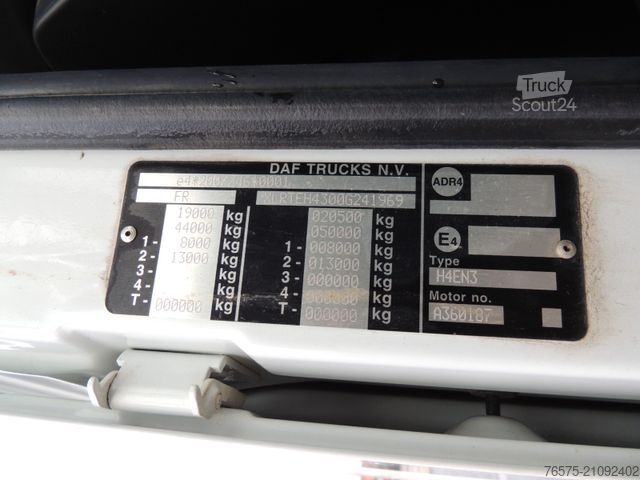 Truck
Scout24
DAF TRUCKS N.V.
FR
19000 kg
44000 kg
1- 8000 kg
2- 13000 kg
3- kg
4- kg
T- 000000 kg
020500 kg
050000 kg
1- 008000 kg
2- 013000 kg
3- 000000 kg
4- 000000 kg
T- 000000 kg
ADR4
E4
Type
H4EN3
Motor no.
A360187
76575-21092402